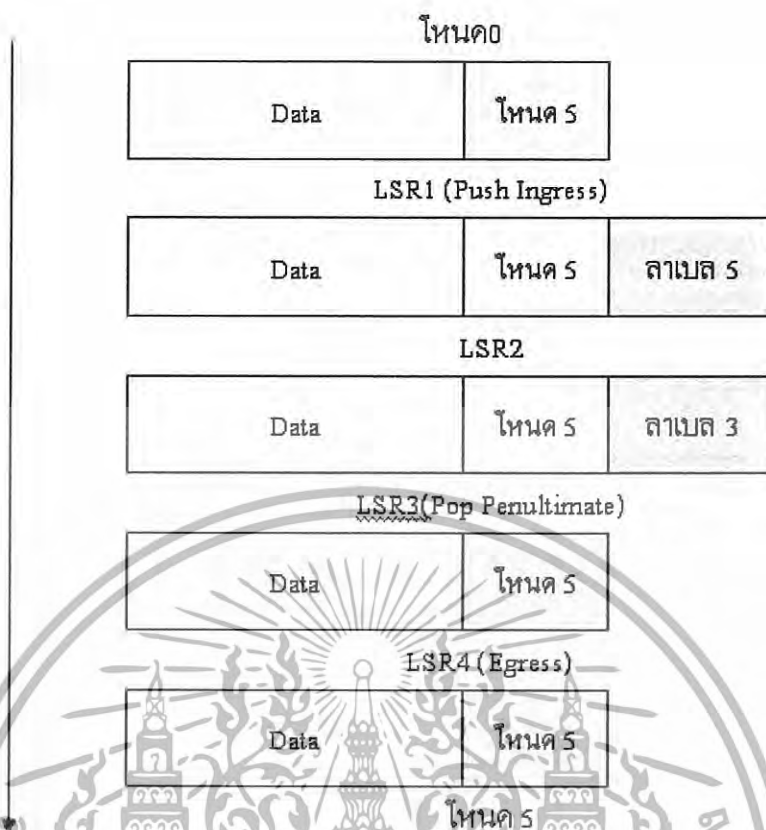 โหนด0
Data โหนด 5
LSR1 (Push Ingress)
Data โหนด 5 ลาเบล 5
LSR2
Data โหนด 5 ลาเบล 3
LSR3(Pop Penultimate)
Data โหนด 5
LSR4 (Egress)
Data โหนด 5
โหนด 5